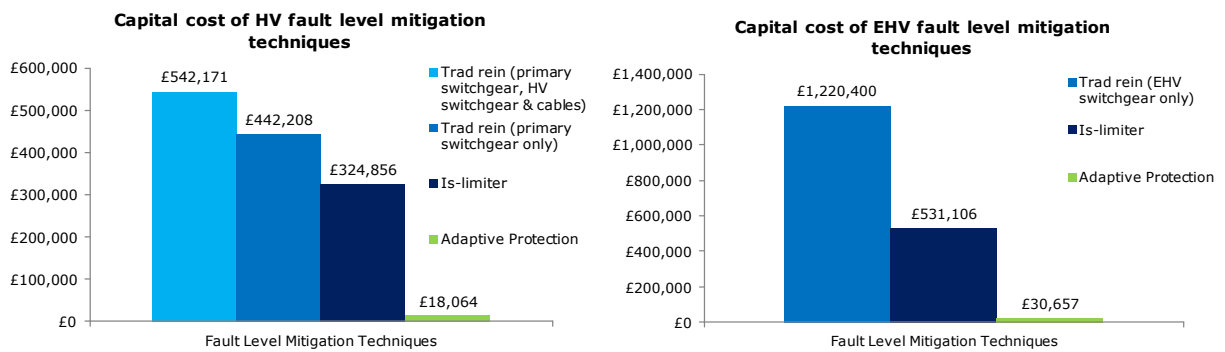 Capital cost of HV fault level mitigation
techniques
£600,000
£500,000
£400,000
£300,000
£200,000
£100,000
£0
£542,171
£442,208
£324,856
£18,064
Fault Level Mitigation Techniques
Trad rein (primary
switchgear, HV
switchgear & cables)
Trad rein (primary
switchgear only)
Is-limiter
Adaptive Protection
Capital cost of EHV fault level mitigation
techniques
£1,400,000
£1,200,000
£1,000,000
£800,000
£600,000
£400,000
£200,000
£0
£1,220,400
£531,106
£30,657
Fault Level Mitigation Techniques
Trad rein (EHV
switchgear only)
Is-limiter
Adaptive Protection